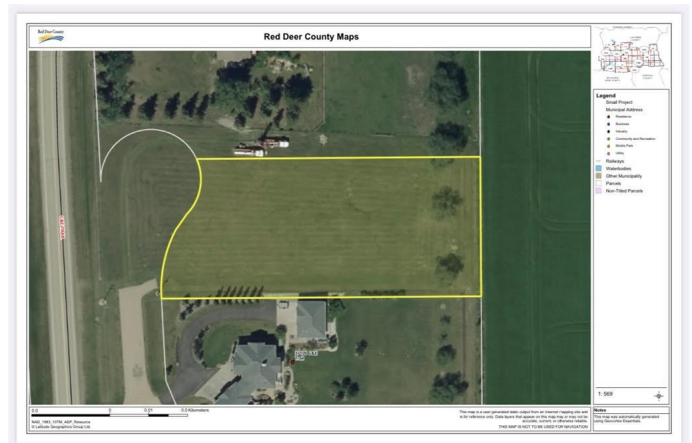 Red Deer County
Red Deer County Maps
Legend
Small Project
Municipal Address
Residence
Business
Industry
Community and Recreation
Mobile Park
Utility
Railways
Waterbodies
Other Municipality
Parcels
Non-Titled Parcels
1: 569
0.0
0
0.01
0.0 Kilometers
NAD_1983_10TM_AEP_Resource
© Latitude Geographics Group Ltd.
This map is a user generated static output from an Internet mapping site and
is for reference only. Data layers that appear on this map may or may not be
accurate, current, or otherwise reliable.
THIS MAP IS NOT TO BE USED FOR NAVIGATION
Notes
This map was automatically generated
using Geocortex Essentials.